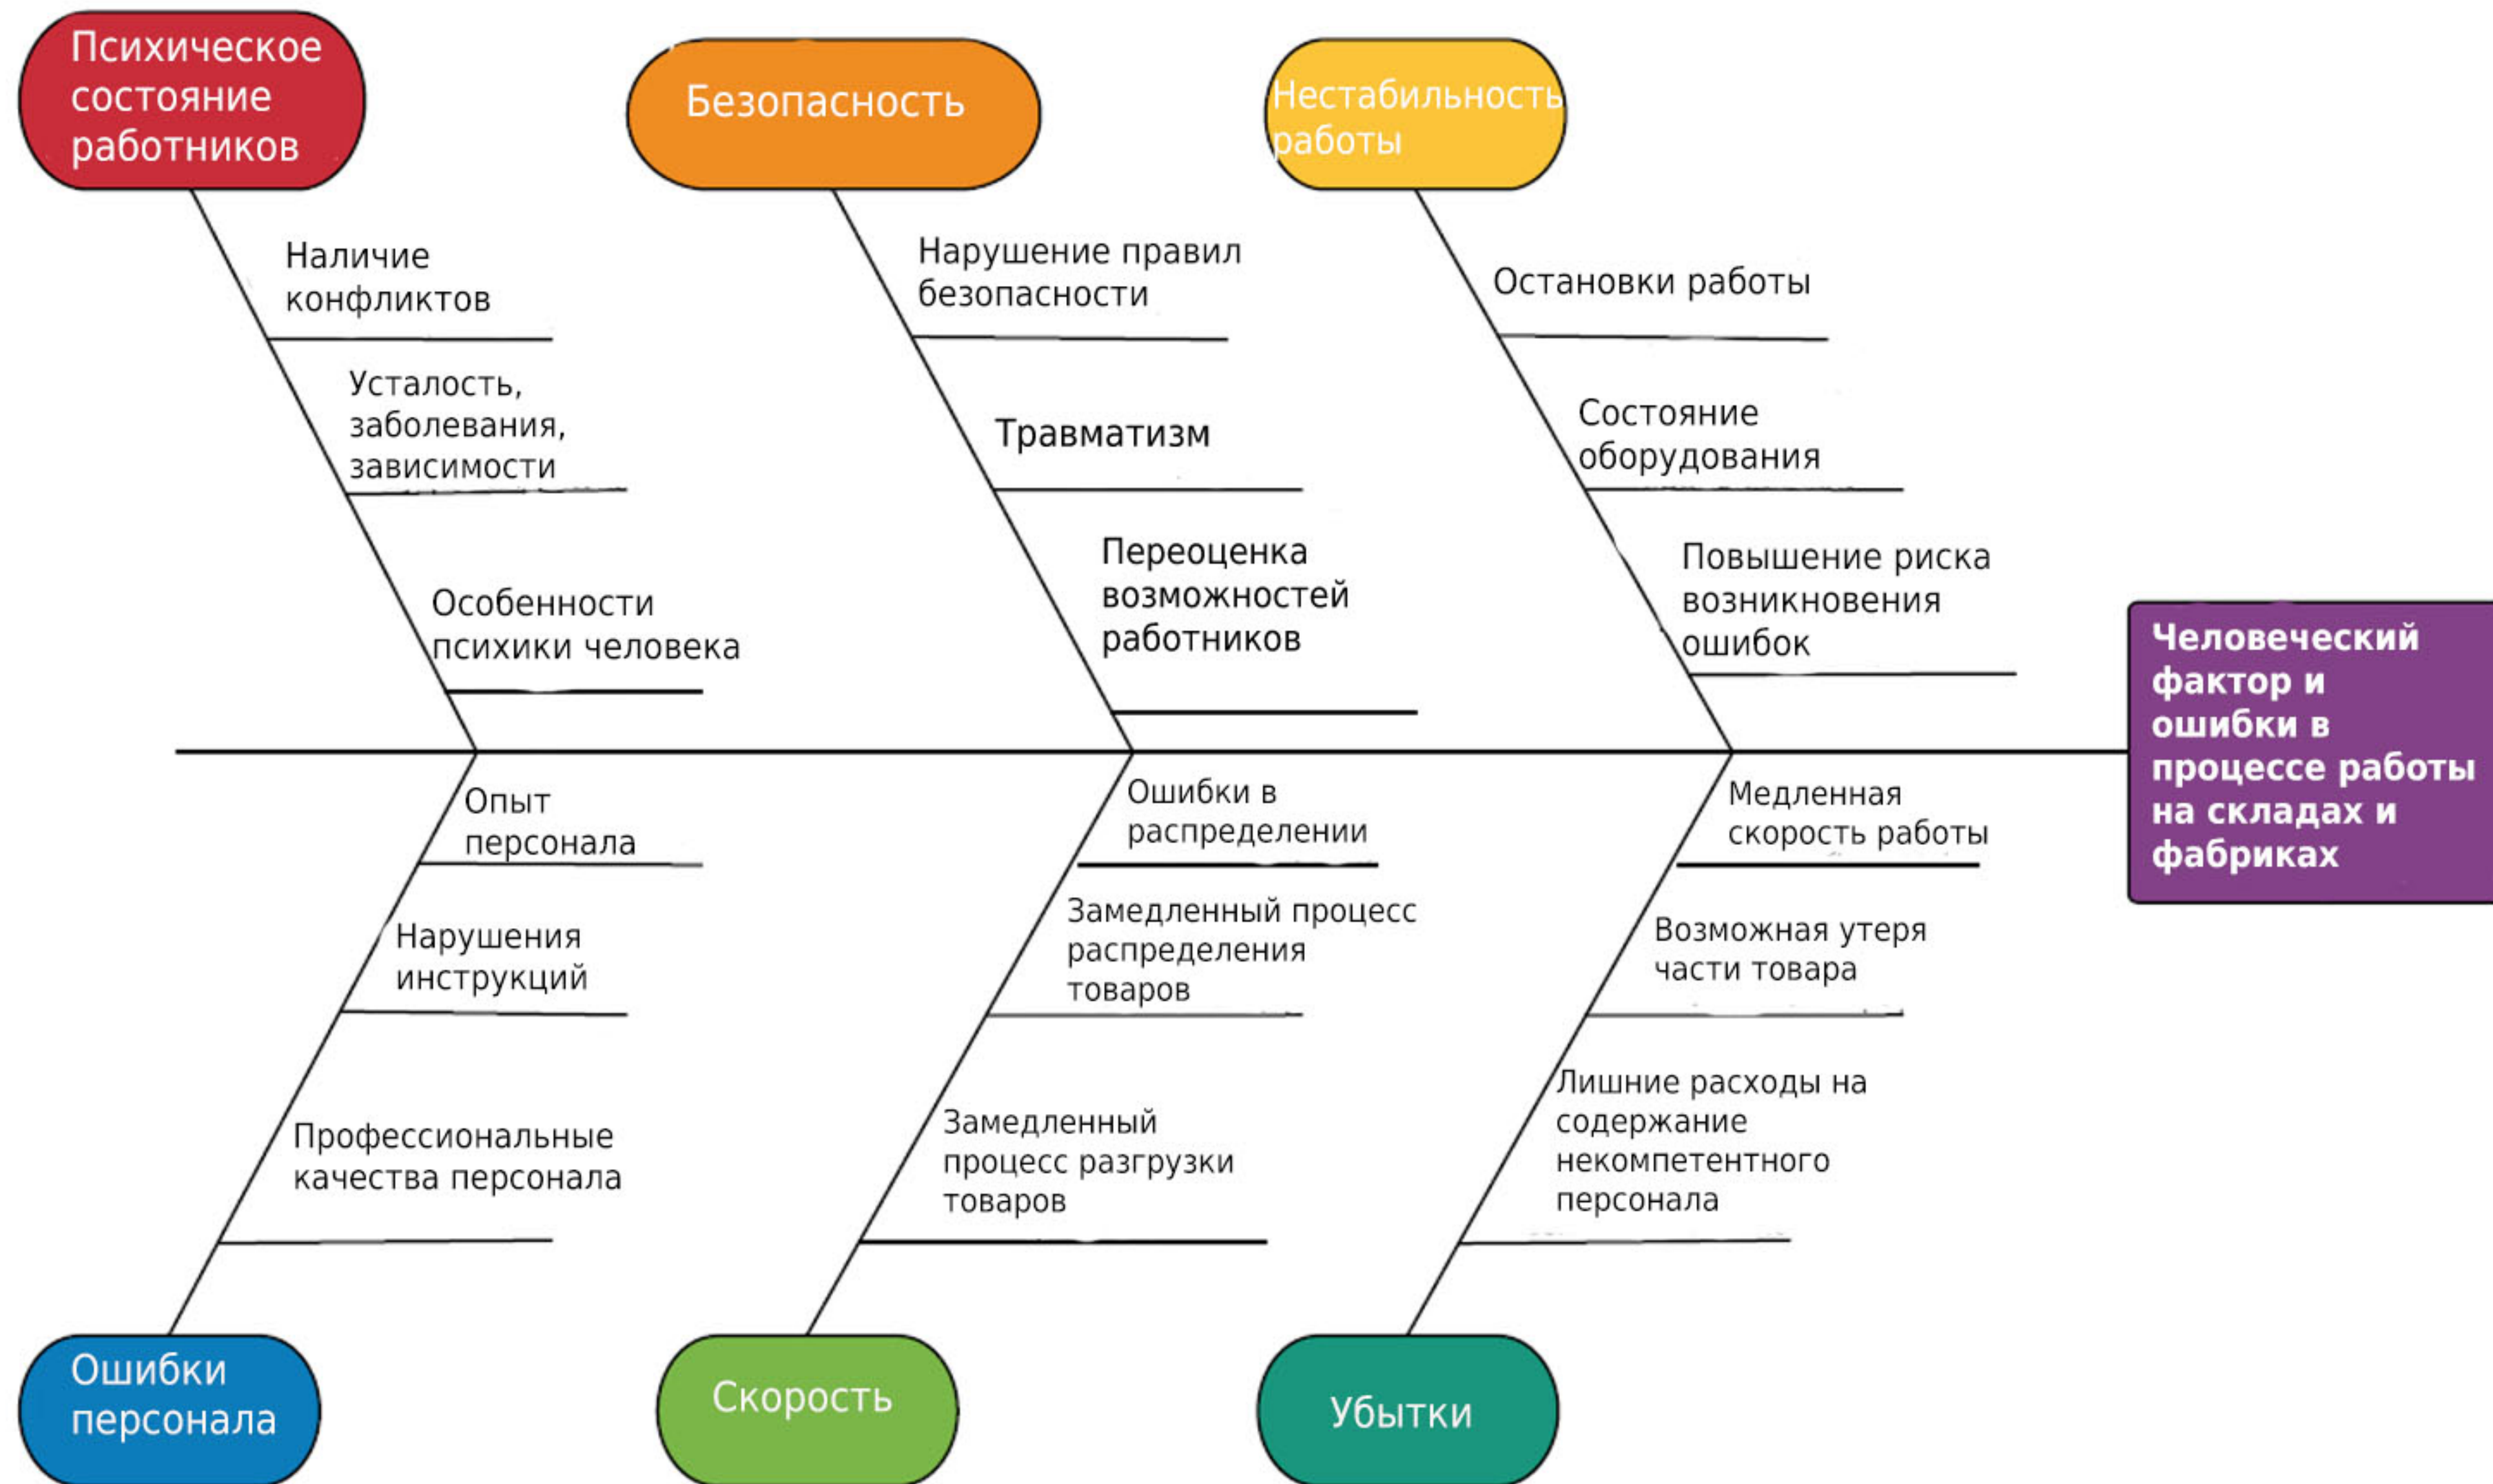 Психическое
состояние
работников
Безопасность
Нестабильность
работы
Наличие
конфликтов
Усталость,
заболевания,
зависимости
Особенности
психики человека
Нарушение правил
безопасности
Травматизм
Переоценка
возможностей
работников
Остановки работы
Состояние
оборудования
Повышение риска
возникновения
ошибок
Человеческий
фактор и
ошибки в
процессе работы
на складах и
фабриках
Опыт
персонала
Нарушения
инструкций
Профессиональные
качества персонала
Ошибки в
распределении
Замедленный процесс
распределения
товаров
Замедленный
процесс разгрузки
товаров
Медленная
скорость работы
Возможная утеря
части товара
Лишние расходы на
содержание
некомпетентного
персонала
Ошибки
персонала
Скорость
Убытки